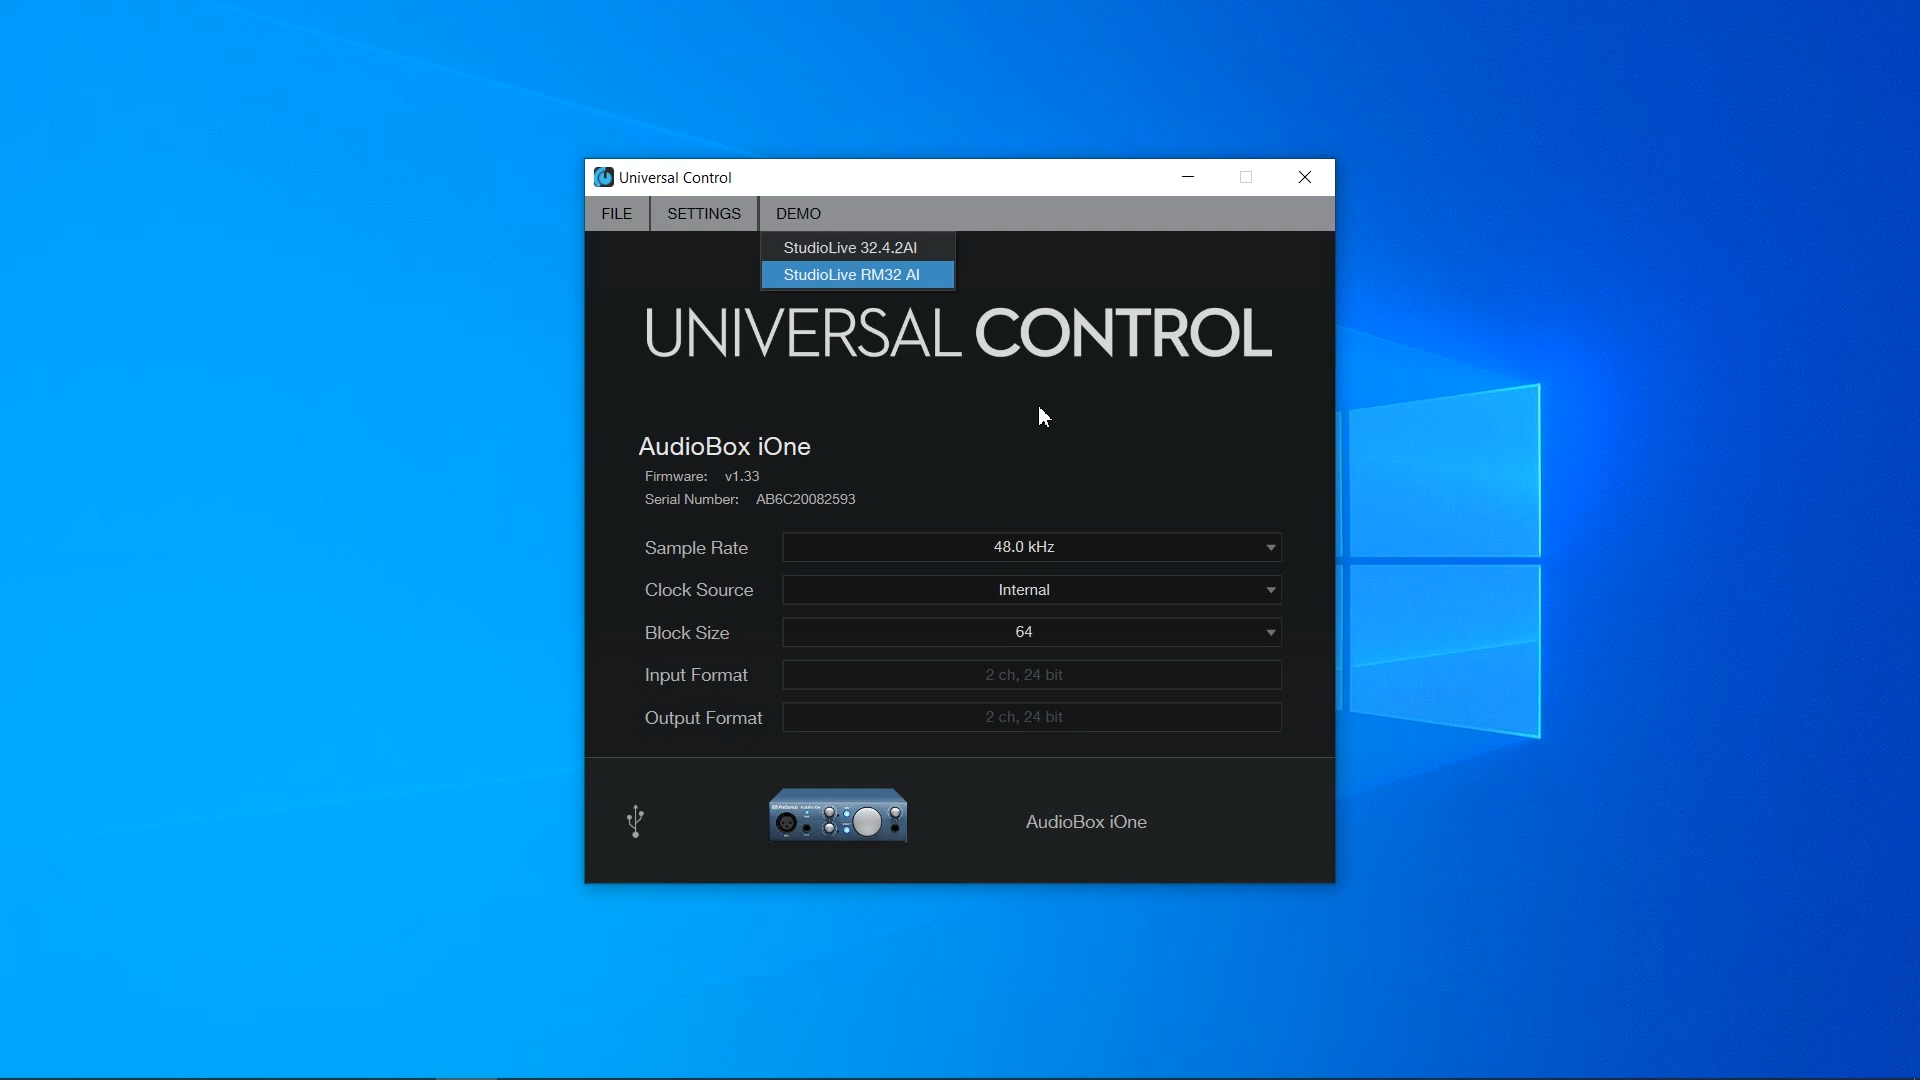 Universal Control
FILE
SETTINGS
DEMO
StudioLive 32.4.2AI
StudioLive RM32 AI
UNIVERSAL CONTROL
AudioBox iOne
Firmware: v1.33
Serial Number: AB6C20082593
Sample Rate 48.0 kHz
Clock Source Internal
Block Size 64
Input Format 2 ch, 24 bit
Output Format 2 ch, 24 bit
AudioBox iOne